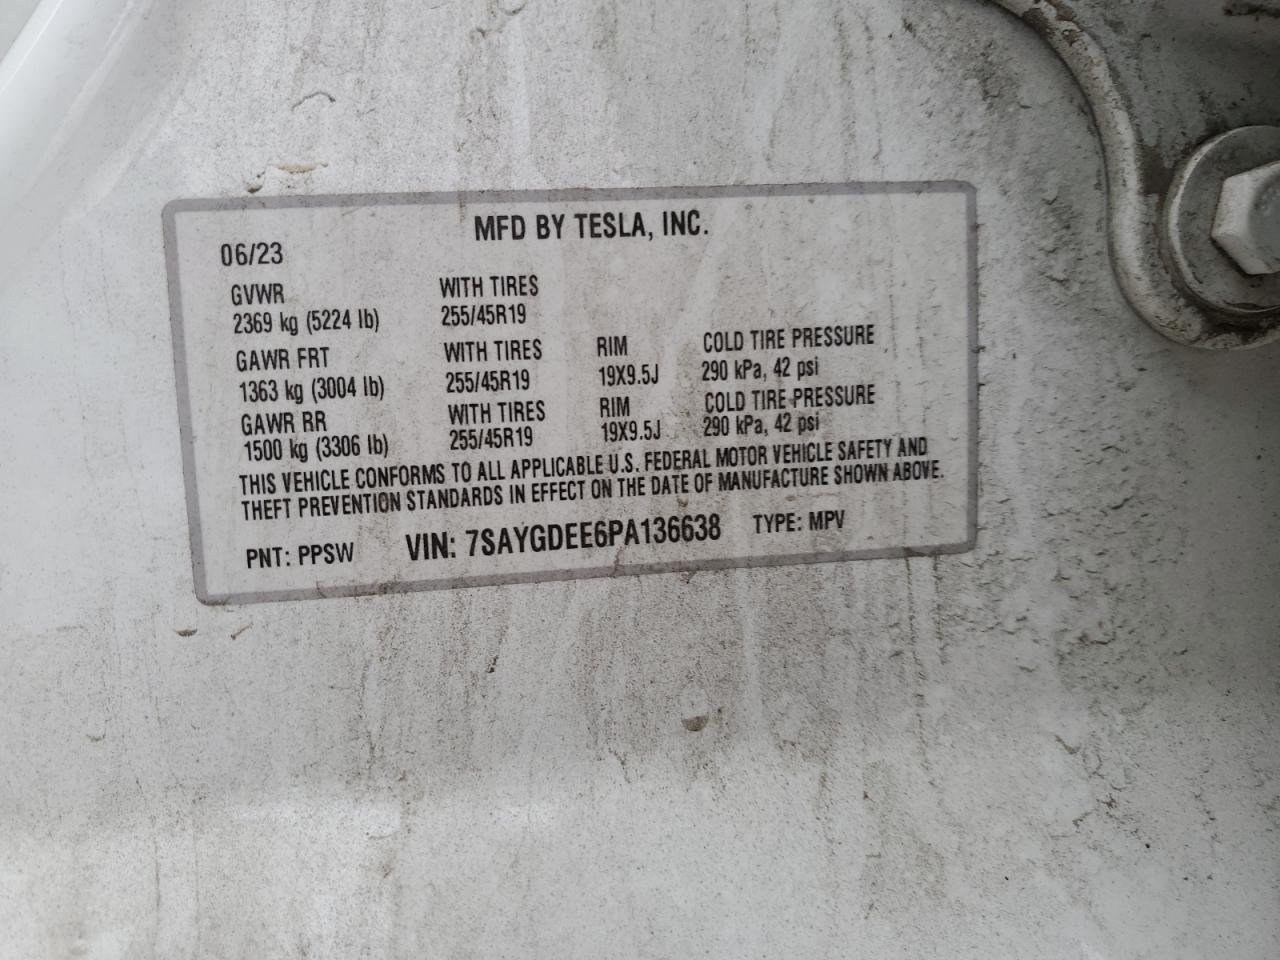 MFD BY TESLA, INC.
06/23
GVWR WITH TIRES
2369 kg (5224 lb) 255/45R19
GAWR FRT WITH TIRES RIM COLD TIRE PRESSURE
1363 kg (3004 lb) 255/45R19 19X9.5J 290 kPa, 42 psi
GAWR RR WITH TIRES RIM COLD TIRE PRESSURE
1500 kg (3306 lb) 255/45R19 19X9.5J 290 kPa, 42 psi
THIS VEHICLE CONFORMS TO ALL APPLICABLE U.S. FEDERAL MOTOR VEHICLE SAFETY AND
THEFT PREVENTION STANDARDS IN EFFECT ON THE DATE OF MANUFACTURE SHOWN ABOVE.
PNT: PPSW VIN: 7SAYGDEE6PA136638 TYPE: MPV